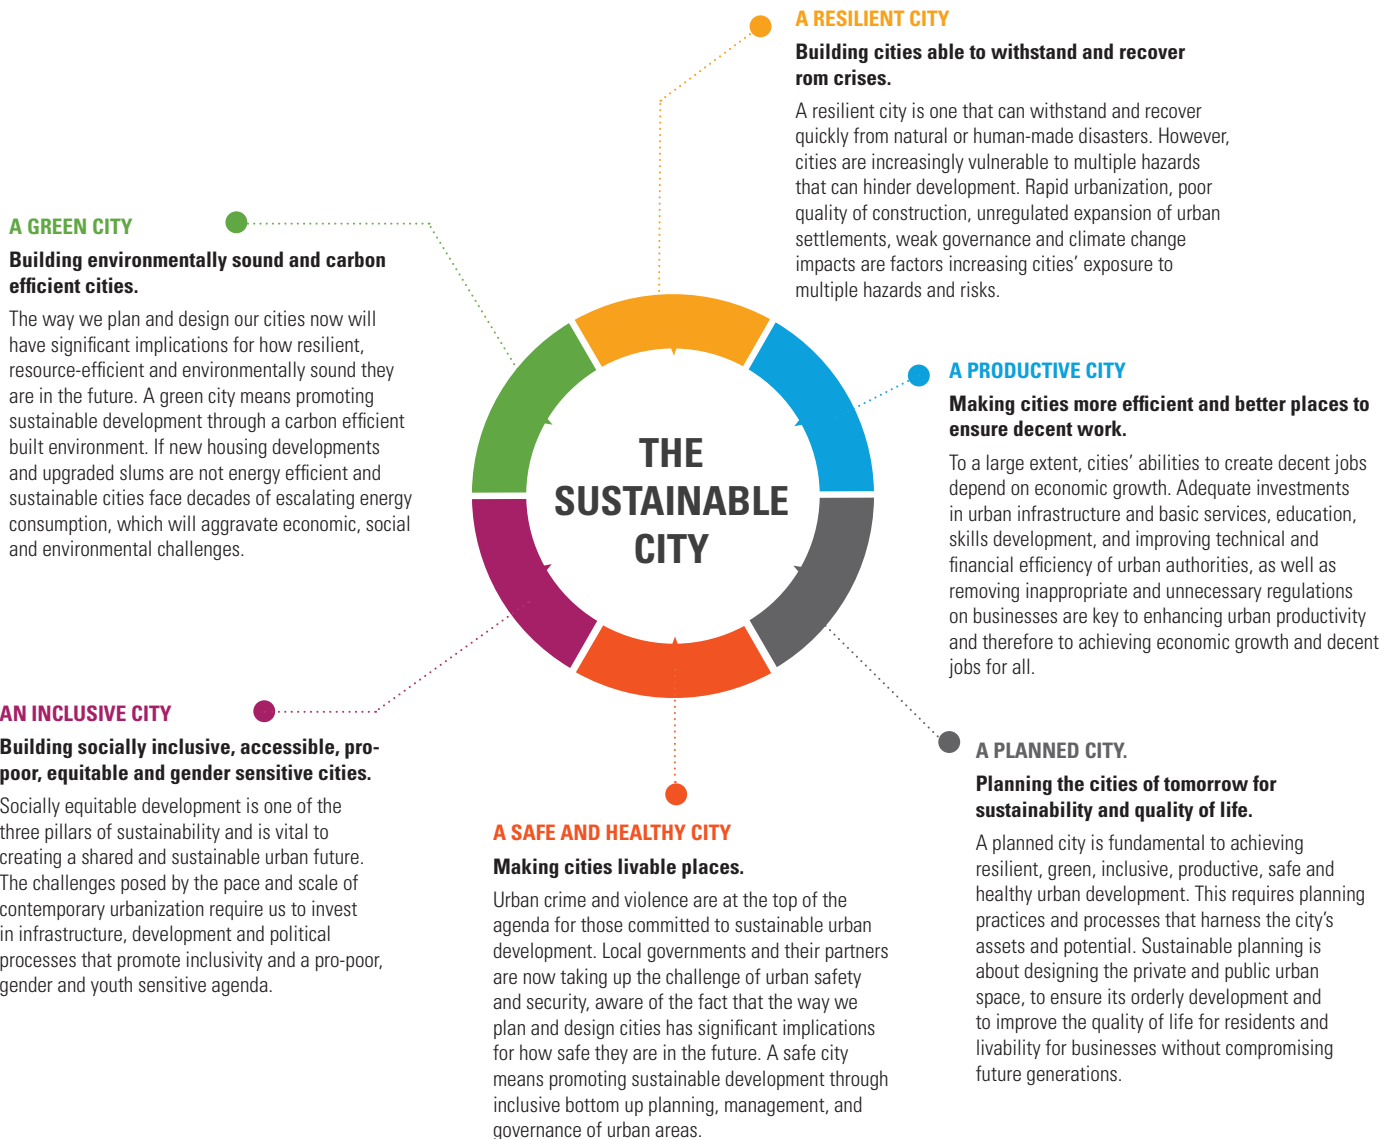 A RESILIENT CITY
Building cities able to withstand and recover
rom crises.
A resilient city is one that can withstand and recover
quickly from natural or human-made disasters. However,
cities are increasingly vulnerable to multiple hazards
that can hinder development. Rapid urbanization, poor
quality of construction, unregulated expansion of urban
settlements, weak governance and climate change
impacts are factors increasing cities’ exposure to
multiple hazards and risks.
A GREEN CITY
Building environmentally sound and carbon
efficient cities.
The way we plan and design our cities now will
have significant implications for how resilient,
resource-efficient and environmentally sound they
are in the future. A green city means promoting
sustainable development through a carbon efficient
built environment. If new housing developments
and upgraded slums are not energy efficient and
sustainable cities face decades of escalating energy
consumption, which will aggravate economic, social
and environmental challenges.
THE
SUSTAINABLE
CITY
A PRODUCTIVE CITY
Making cities more efficient and better places to
ensure decent work.
To a large extent, cities’ abilities to create decent jobs
depend on economic growth. Adequate investments
in urban infrastructure and basic services, education,
skills development, and improving technical and
financial efficiency of urban authorities, as well as
removing inappropriate and unnecessary regulations
on businesses are key to enhancing urban productivity
and therefore to achieving economic growth and decent
jobs for all.
AN INCLUSIVE CITY
Building socially inclusive, accessible, pro-
poor, equitable and gender sensitive cities.
Socially equitable development is one of the
three pillars of sustainability and is vital to
creating a shared and sustainable urban future.
The challenges posed by the pace and scale of
contemporary urbanization require us to invest
in infrastructure, development and political
processes that promote inclusivity and a pro-poor,
gender and youth sensitive agenda.
A SAFE AND HEALTHY CITY
Making cities livable places.
Urban crime and violence are at the top of the
agenda for those committed to sustainable urban
development. Local governments and their partners
are now taking up the challenge of urban safety
and security, aware of the fact that the way we
plan and design cities has significant implications
for how safe they are in the future. A safe city
means promoting sustainable development through
inclusive bottom up planning, management, and
governance of urban areas.
A PLANNED CITY.
Planning the cities of tomorrow for
sustainability and quality of life.
A planned city is fundamental to achieving
resilient, green, inclusive, productive, safe and
healthy urban development. This requires planning
practices and processes that harness the city’s
assets and potential. Sustainable planning is
about designing the private and public urban
space, to ensure its orderly development and
to improve the quality of life for residents and
livability for businesses without compromising
future generations.